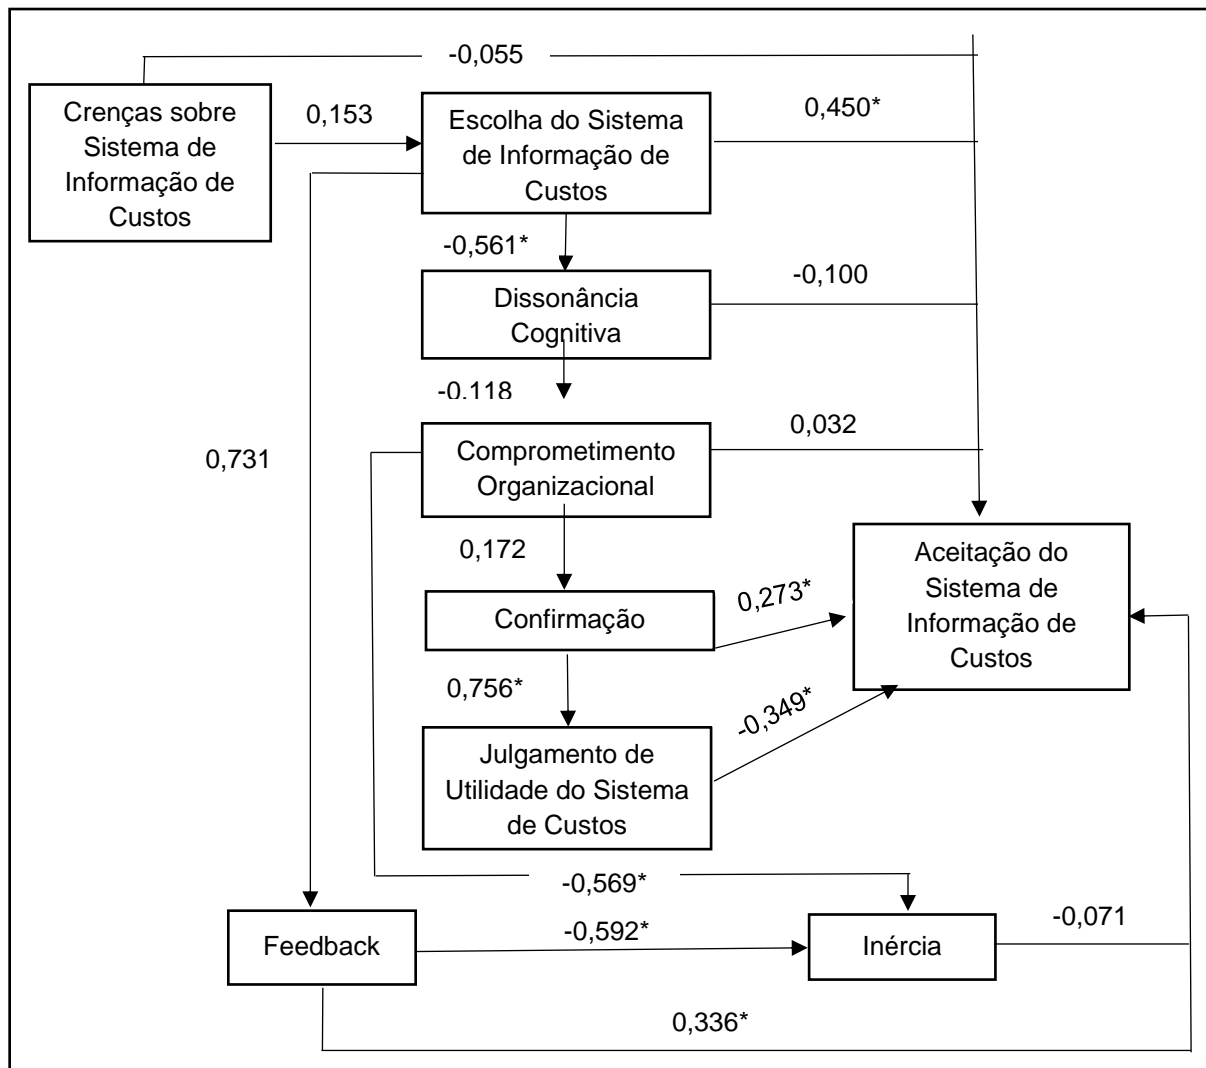 -0,055
Crenças sobre
Sistema de
Informação de
Custos
0,153
Escolha do Sistema
de Informação de
Custos
0,450*
-0,561*
Dissonância
Cognitiva
-0,100
-0.118
0,731
Comprometimento
Organizacional
0,032
0,172
Aceitação do
Sistema de
Informação de
Custos
Confirmação
0,273*
0,756*
-0,349*
Julgamento de
Utilidade do Sistema
de Custos
-0,569*
Feedback
-0,592*
Inércia
-0,071
0,336*